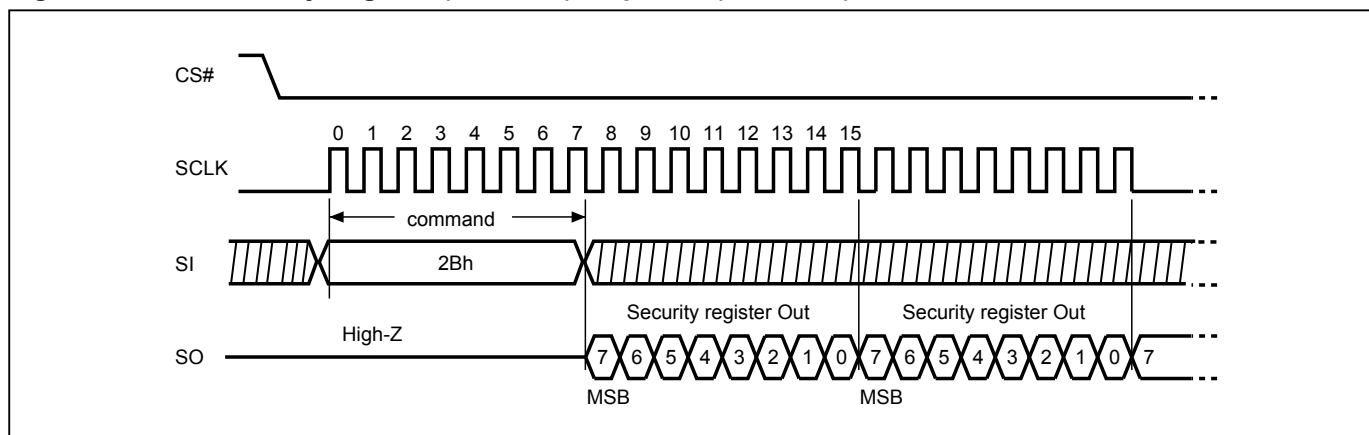 CS#
0 1 2 3 4 5 6 7 8 9 10 11 12 13 14 15
SCLK
command
SI
2Bh
Security register Out Security register Out
High-Z
SO
7 6 5 4 3 2 1 0 7 6 5 4 3 2 1 0 7
MSB MSB